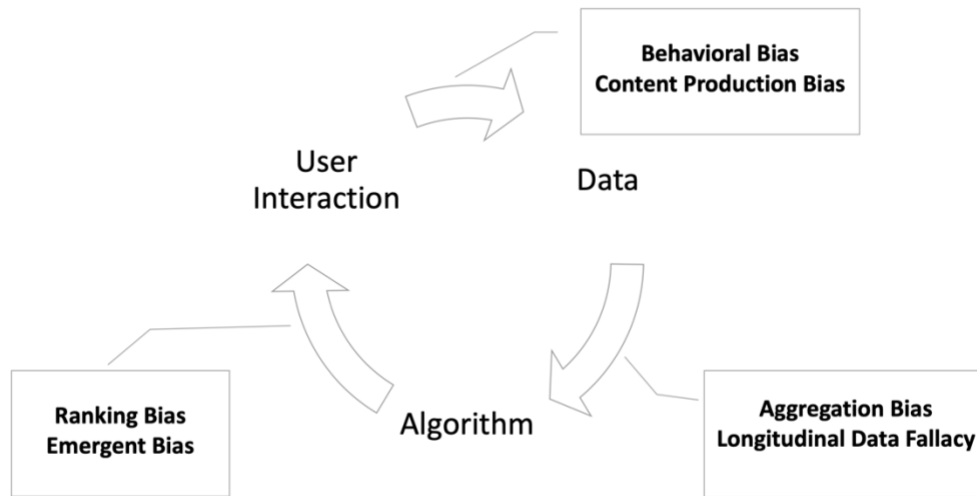 Behavioral Bias
Content Production Bias
User
Interaction
Data
Ranking Bias
Emergent Bias
Algorithm
Aggregation Bias
Longitudinal Data Fallacy